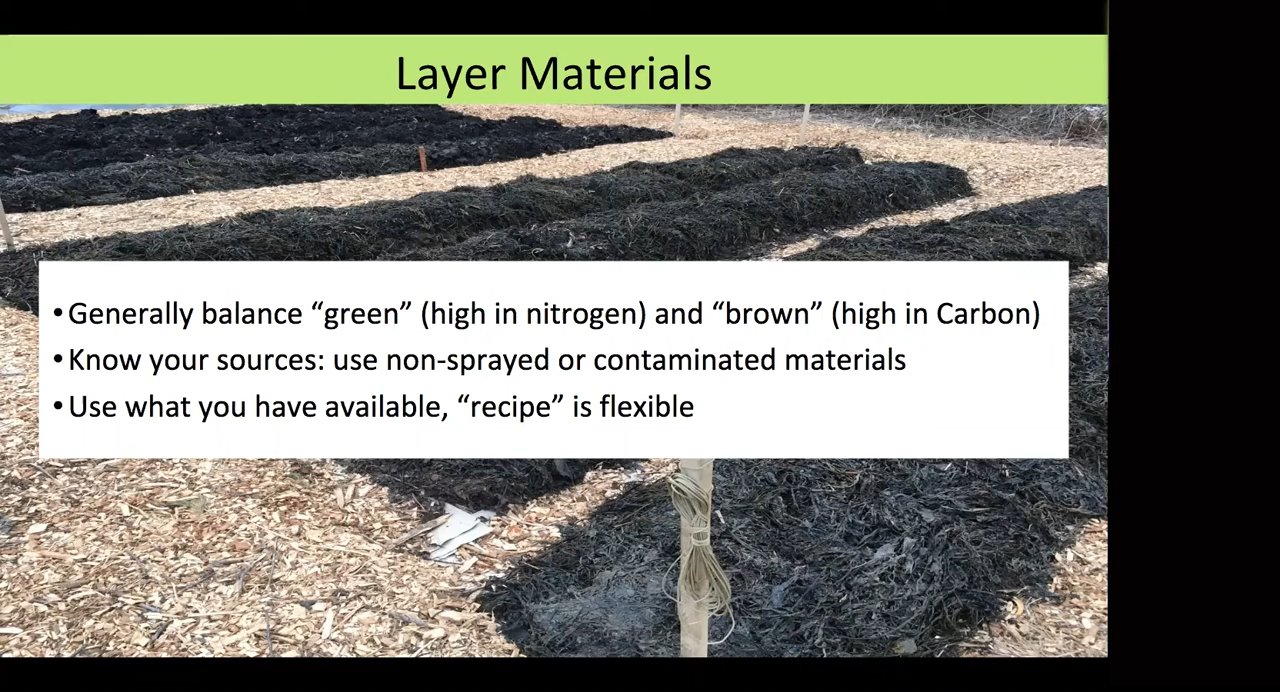 Layer Materials
•Generally balance “green” (high in nitrogen) and “brown” (high in Carbon)
•Know your sources: use non-sprayed or contaminated materials
•Use what you have available, “recipe” is flexible